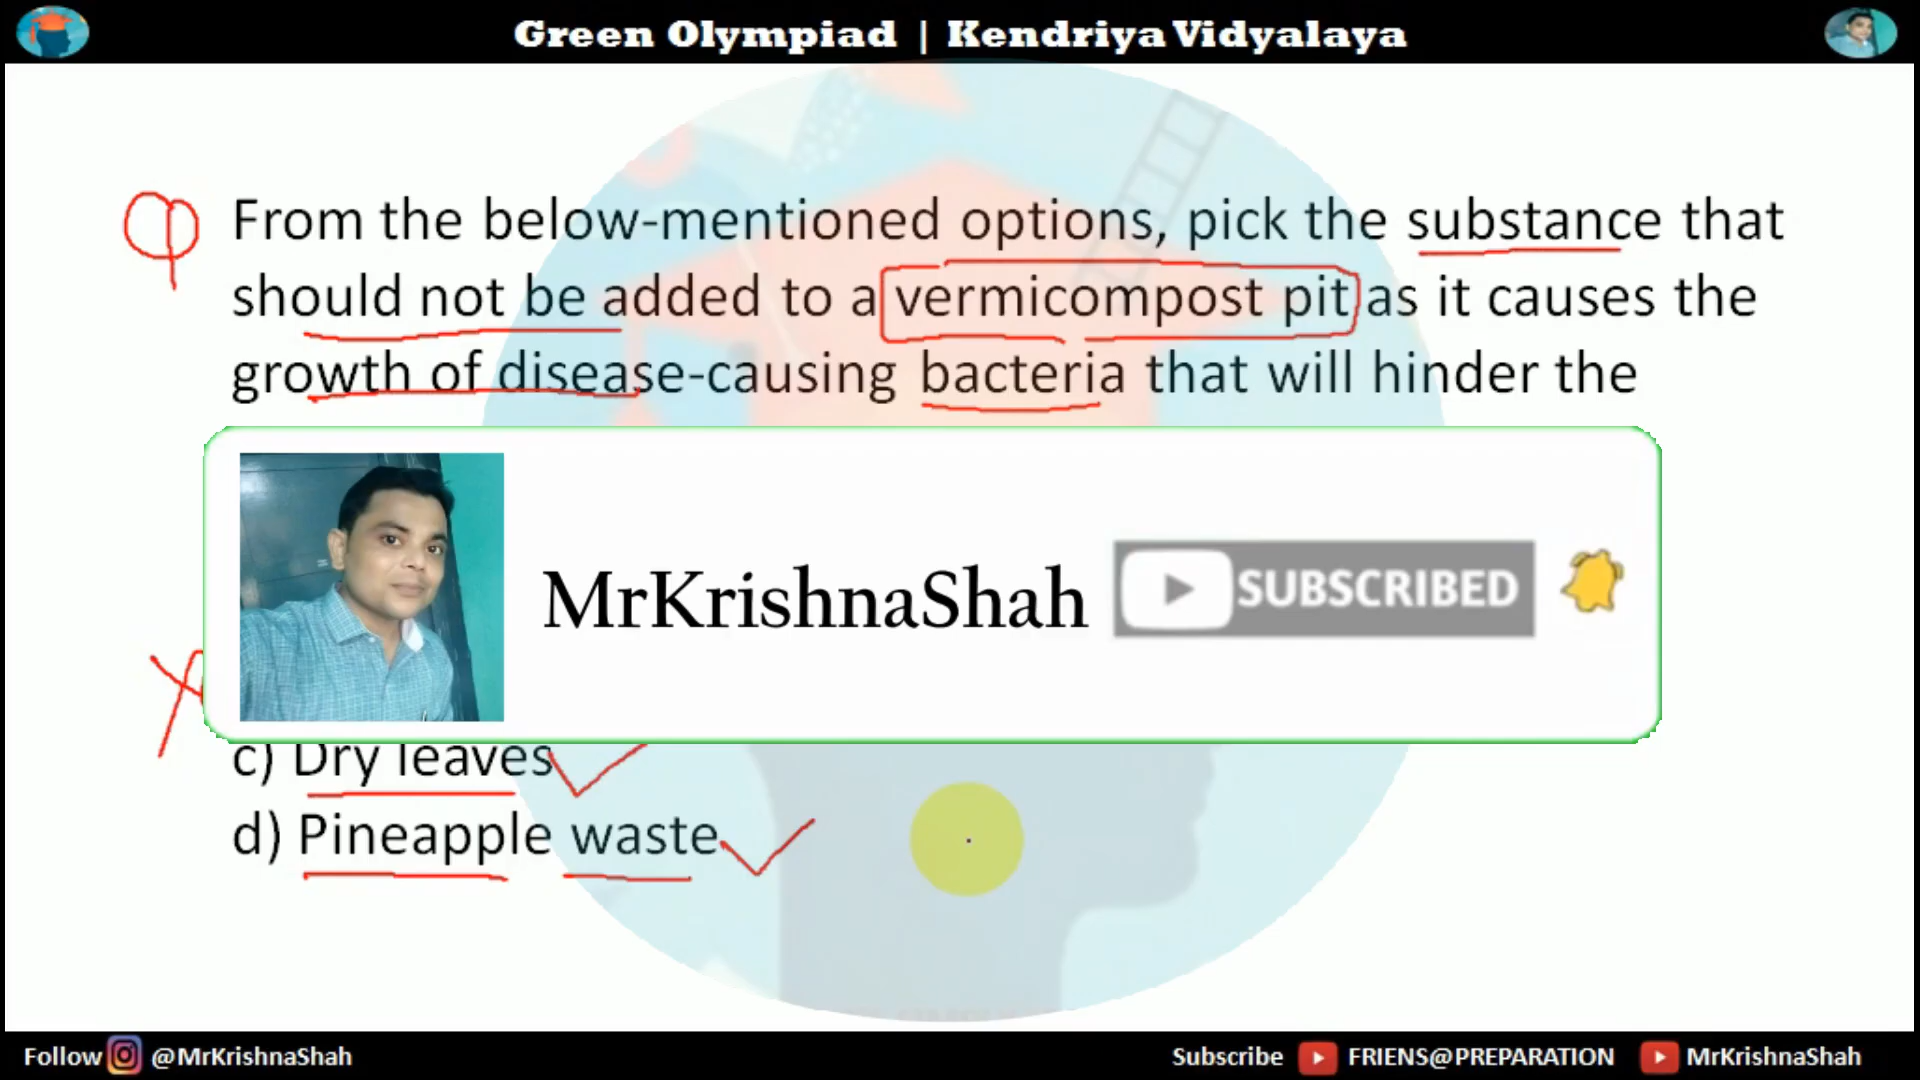 Green Olympiad | Kendriya Vidyalaya
Q From the below-mentioned options, pick the substance that
should not be added to a vermicompost pit as it causes the
growth of disease-causing bacteria that will hinder the
MrKrishnaShah SUBSCRIBED
c) Dry leaves
d) Pineapple waste
Follow @MrKrishnaShah Subscribe FRIENS@PREPARATION MrKrishnaShah